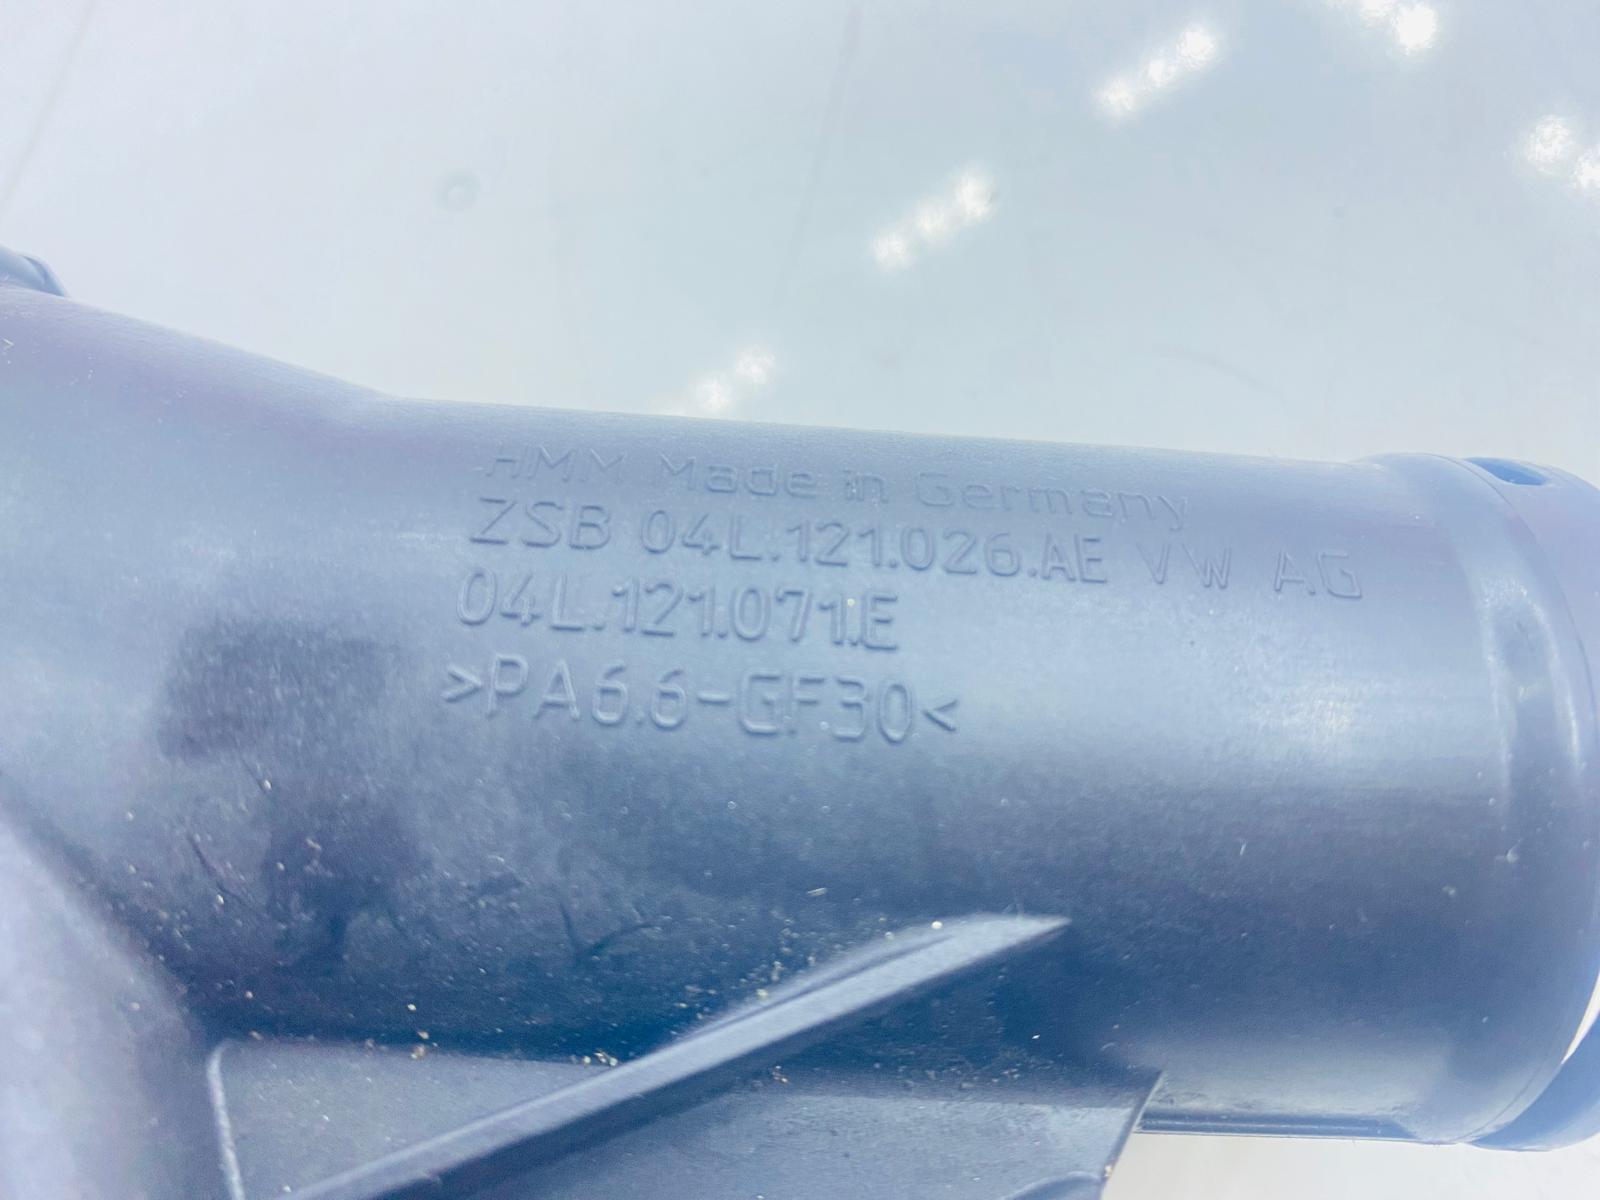 HMM Made in Germany
ZSB 04L.121.026.AE VW AG
04L.121.071.E
>PA6.6-GF30<